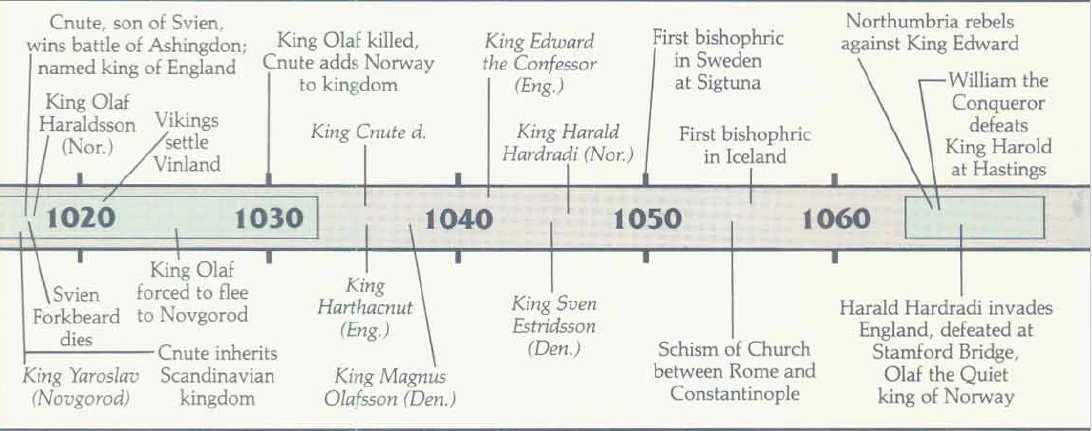 Cnute, son of Svien,
wins battle of Ashingdon;
named king of England
King Olaf
Haraldsson
(Nor.)
Vikings
settle
Vinland
King Olaf killed,
Cnute adds Norway
to kingdom
King Cnute d.
King Edward
the Confessor
(Eng.)
King Harald
Hardradi (Nor.)
First bishophric
in Sweden
at Sigtuna
First bishophric
in Iceland
Northumbria rebels
against King Edward
William the
Conqueror
defeats
King Harold
at Hastings
1020 1030 1040 1050 1060
Svien
Forkbeard
dies
King Yaroslav
(Novgorod)
Cnute inherits
Scandinavian
kingdom
King Olaf
forced to flee
to Novgorod
King
Harthacnut
(Eng.)
King Magnus
Olafsson (Den.)
King Sven
Estridsson
(Den.)
Schism of Church
between Rome and
Constantinople
Harald Hardradi invades
England, defeated at
Stamford Bridge,
Olaf the Quiet
king of Norway